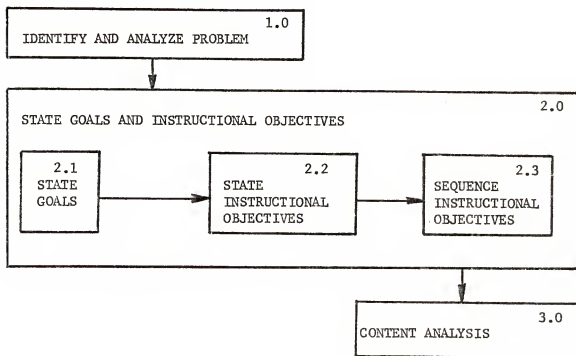 1.0
IDENTIFY AND ANALYZE PROBLEM
2.0
STATE GOALS AND INSTRUCTIONAL OBJECTIVES
2.1
STATE
GOALS
2.2
STATE
INSTRUCTIONAL
OBJECTIVES
2.3
SEQUENCE
INSTRUCTIONAL
OBJECTIVES
3.0
CONTENT ANALYSIS